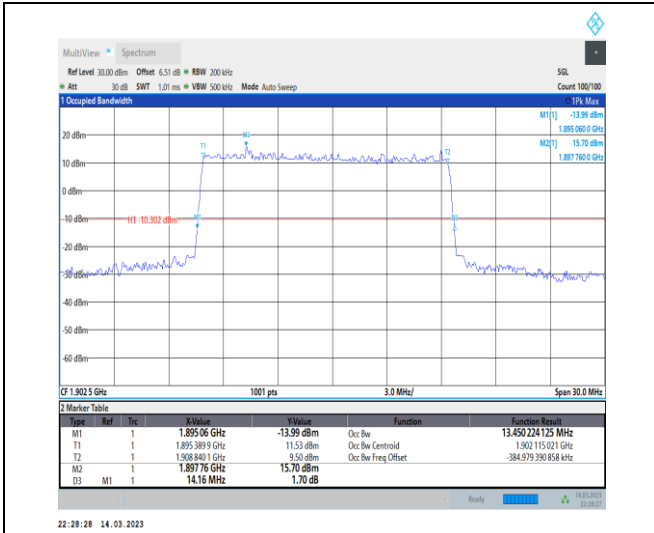 MultiView Spectrum
Ref Level 30.00 dBm Offset 6.51 dB RBW 200 kHz SGL
Att 30 dB SWT 1.01 ms VBW 500 kHz Mode Auto Sweep Count 100/100
1 Occupied Bandwidth 1Pk Max
M1[1] -13.99 dBm
1.895 060 0 GHz
M2[1] 15.70 dBm
1.897 760 0 GHz
20 dBm
M2
T1
T2
10 dBm
0 dBm
-10 dBm
H1 -10.302 dBm
M1
D3
-20 dBm
-30 dBm
-40 dBm
-50 dBm
-60 dBm
CF 1.902 5 GHz 1001 pts 3.0 MHz/ Span 30.0 MHz
2 Marker Table
Type Ref Trc X-Value Y-Value Function Function Result
M1 1 1.895 06 GHz -13.99 dBm Occ Bw 13.450 224 125 MHz
T1 1 1.895 389 9 GHz 11.53 dBm Occ Bw Centroid 1.902 115 021 GHz
T2 1 1.908 840 1 GHz 9.50 dBm Occ Bw Freq Offset -384.979 390 858 kHz
M2 1 1.897 76 GHz 15.70 dBm
D3 M1 1 14.16 MHz 1.70 dB
Ready 14.03.2023
22:28:27
22:28:28 14.03.2023